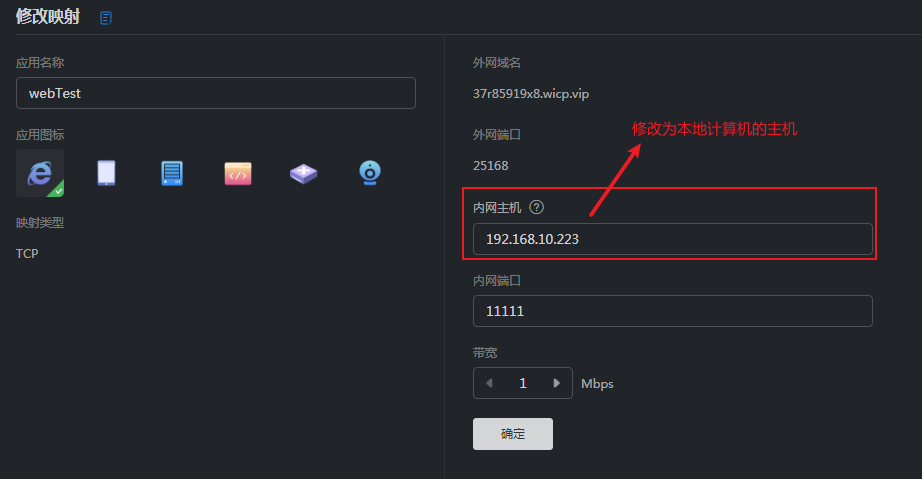 修改映射
应用名称
webTest
应用图标
映射类型
TCP
外网域名
37r85919x8.wicp.vip
外网端口
25168
修改为本地计算机的主机
内网主机 ?
192.168.10.223
内网端口
11111
带宽
1 Mbps
确定